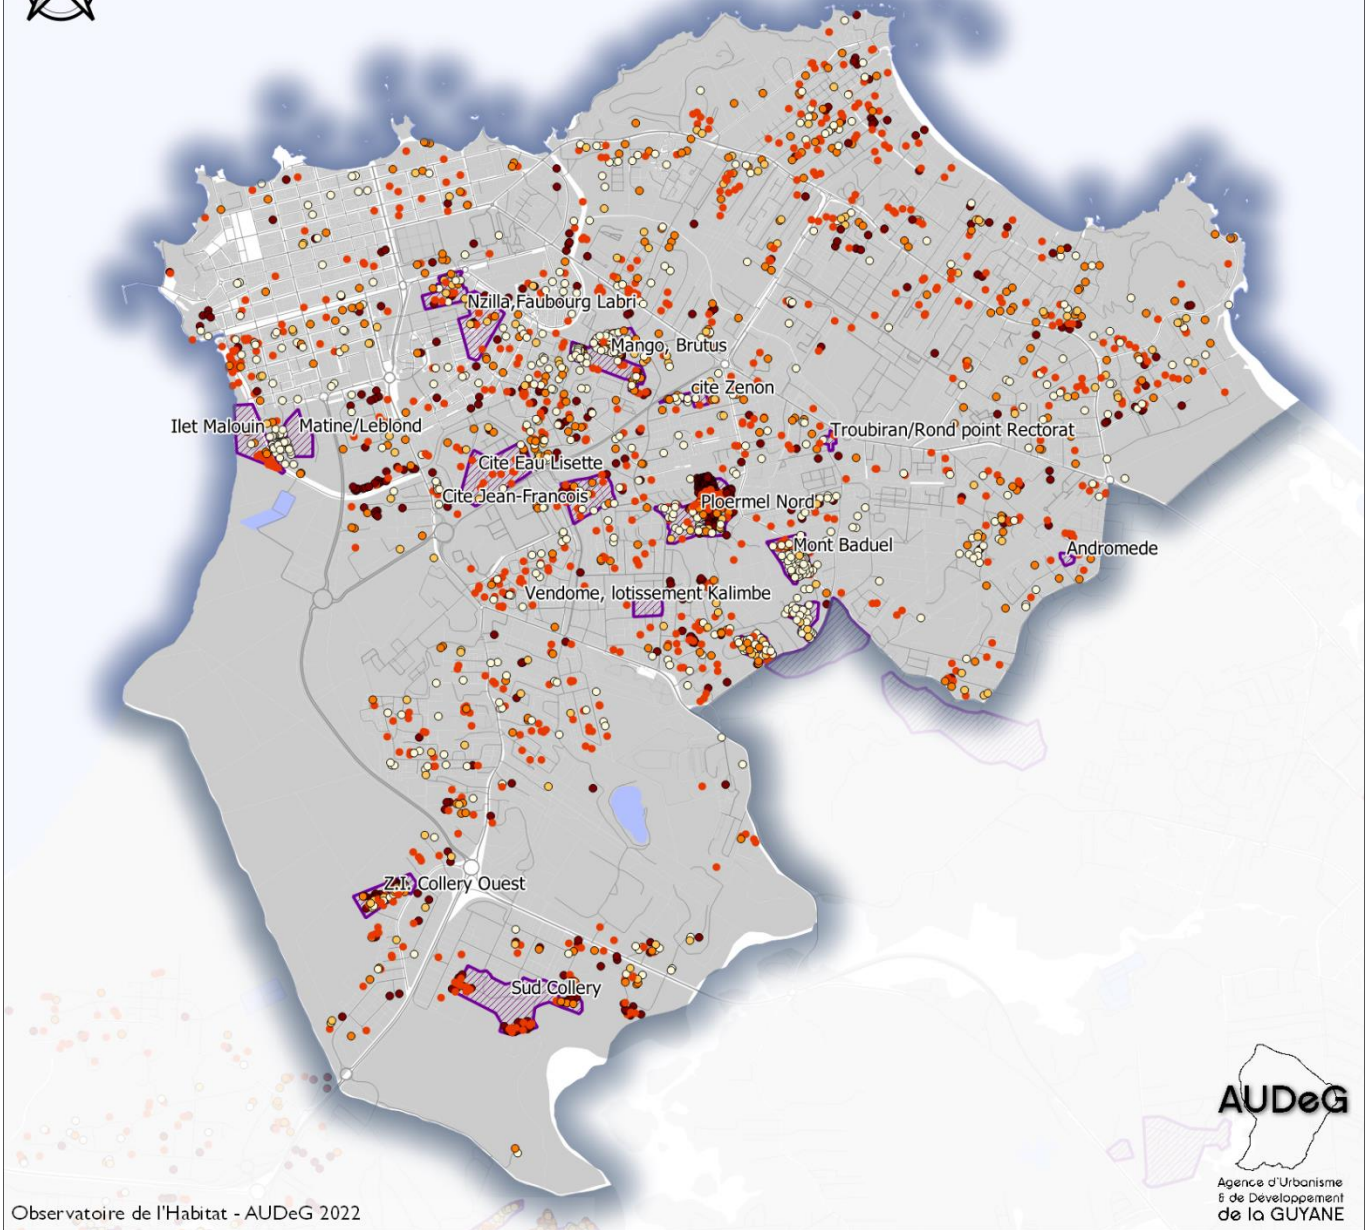 Nzilla,Faubourg Labri
Mango, Brutus
cite Zenon
Ilet Malouin
Matine/Leblond
Troubiran/Rond point Rectorat
Cite Eau Lisette
Cite Jean-Francois
Ploermel Nord
Mont Baduel
Andromede
Vendome, lotissement Kalimbe
Z.I. Collery Ouest
Sud Collery
AUDeG
Agence d'Urbanisme
& de Développement
de la GUYANE
Observatoire de l'Habitat - AUDeG 2022